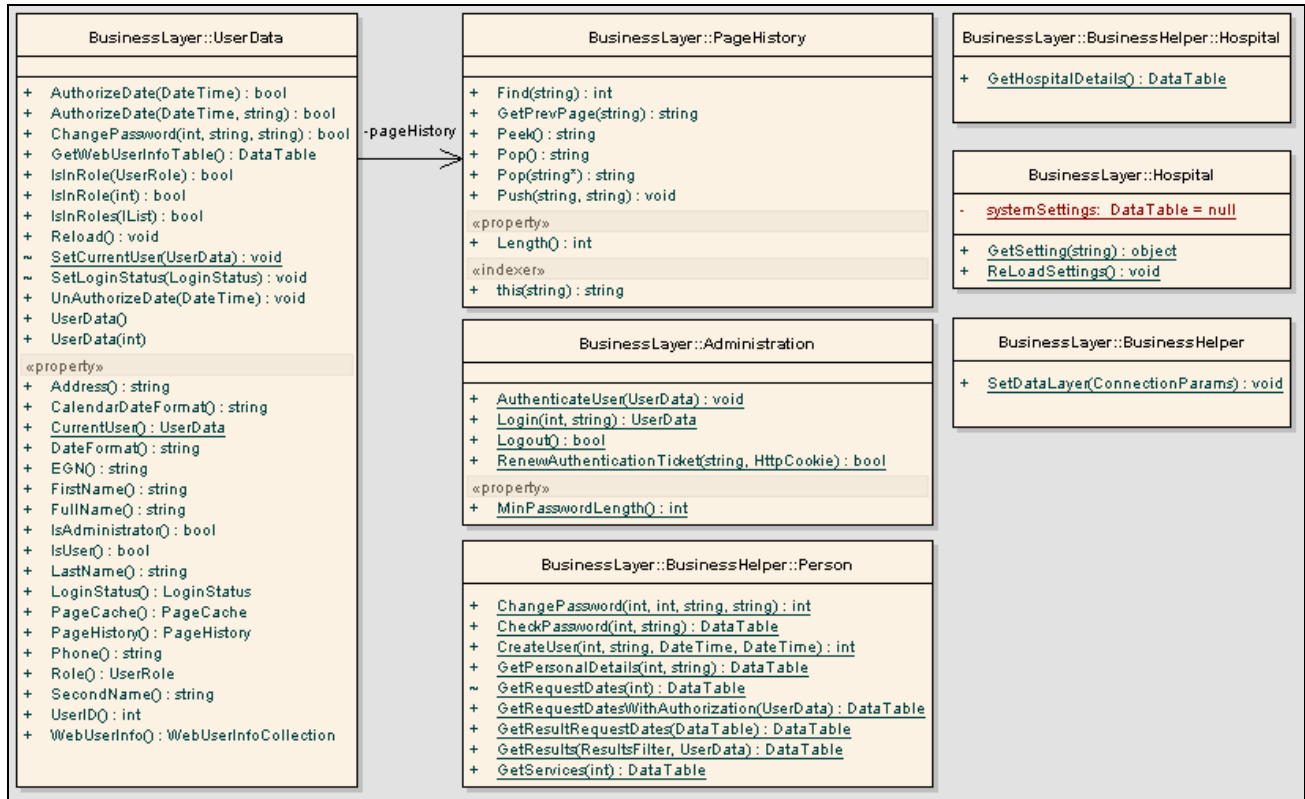 BusinessLayer::UserData
+ AuthorizeDate(DateTime) : bool
+ AuthorizeDate(DateTime, string) : bool
+ ChangePassword(int, string, string) : bool
+ GetWebUserInfoTable() : DataTable
+ IsInRole(UserRole) : bool
+ IsInRole(int) : bool
+ IsInRoles(IList) : bool
+ Reload() : void
~ SetCurrentUser(UserData) : void
~ SetLoginStatus(LoginStatus) : void
+ UnAuthorizeDate(DateTime) : void
+ UserData()
+ UserData(int)
«property»
+ Address() : string
+ CalendarDateFormat() : string
+ CurrentUser() : UserData
+ DateFormat() : string
+ EGN() : string
+ FirstName() : string
+ FullName() : string
+ IsAdministrator() : bool
+ IsUser() : bool
+ LastName() : string
+ LoginStatus() : LoginStatus
+ PageCache() : PageCache
+ PageHistory() : PageHistory
+ Phone() : string
+ Role() : UserRole
+ SecondName() : string
+ UserID() : int
+ WebUserInfo() : WebUserInfoCollection
-pageHistory
BusinessLayer::PageHistory
+ Find(string) : int
+ GetPrevPage(string) : string
+ Peek() : string
+ Pop() : string
+ Pop(string*) : string
+ Push(string, string) : void
«property»
+ Length() : int
«indexer»
+ this(string) : string
BusinessLayer::Administration
+ AuthenticateUser(UserData) : void
+ Login(int, string) : UserData
+ Logout() : bool
+ RenewAuthenticationTicket(string, HttpCookie) : bool
«property»
+ MinPasswordLength() : int
BusinessLayer::BusinessHelper::Person
+ ChangePassword(int, int, string, string) : int
+ CheckPassword(int, string) : DataTable
+ CreateUser(int, string, DateTime, DateTime) : int
+ GetPersonalDetails(int, string) : DataTable
~ GetRequestDates(int) : DataTable
+ GetRequestDatesWithAuthorization(UserData) : DataTable
+ GetResultRequestDates(DataTable) : DataTable
+ GetResults(ResultsFilter, UserData) : DataTable
+ GetServices(int) : DataTable
BusinessLayer::BusinessHelper::Hospital
+ GetHospitalDetails() : DataTable
BusinessLayer::Hospital
- systemSettings: DataTable = null
+ GetSetting(string) : object
+ ReLoadSettings() : void
BusinessLayer::BusinessHelper
+ SetDataLayer(ConnectionParams) : void